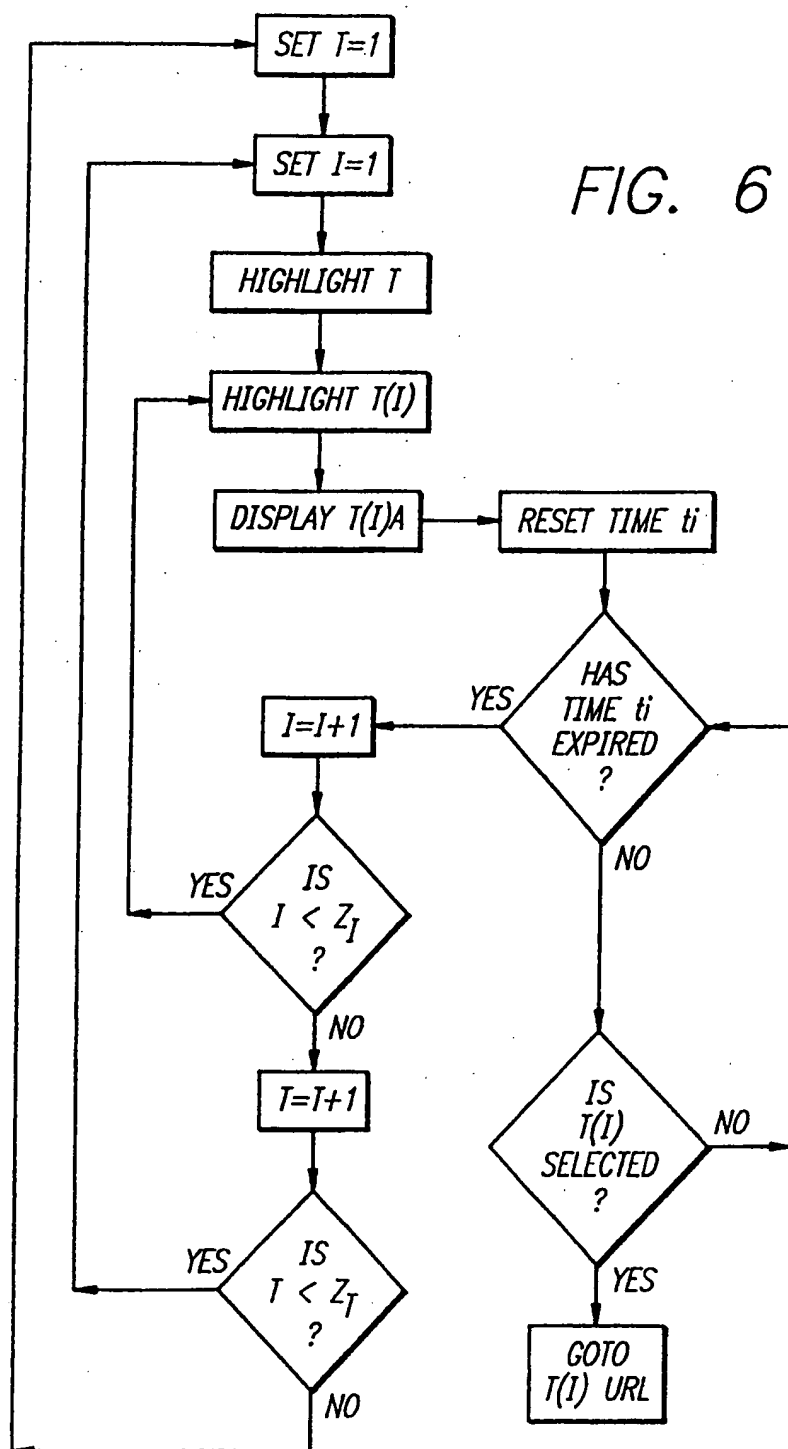 SET T=1
SET I=1
FIG. 6
HIGHLIGHT T
HIGHLIGHT T(I)
DISPLAY T(I)A
RESET TIME ti
HAS
TIME ti
EXPIRED
?
YES
NO
I=I+1
IS
I < Z_I
?
YES
NO
T=T+1
IS
T(I)
SELECTED
?
NO
YES
IS
T < Z_T
?
YES
NO
GOTO
T(I) URL